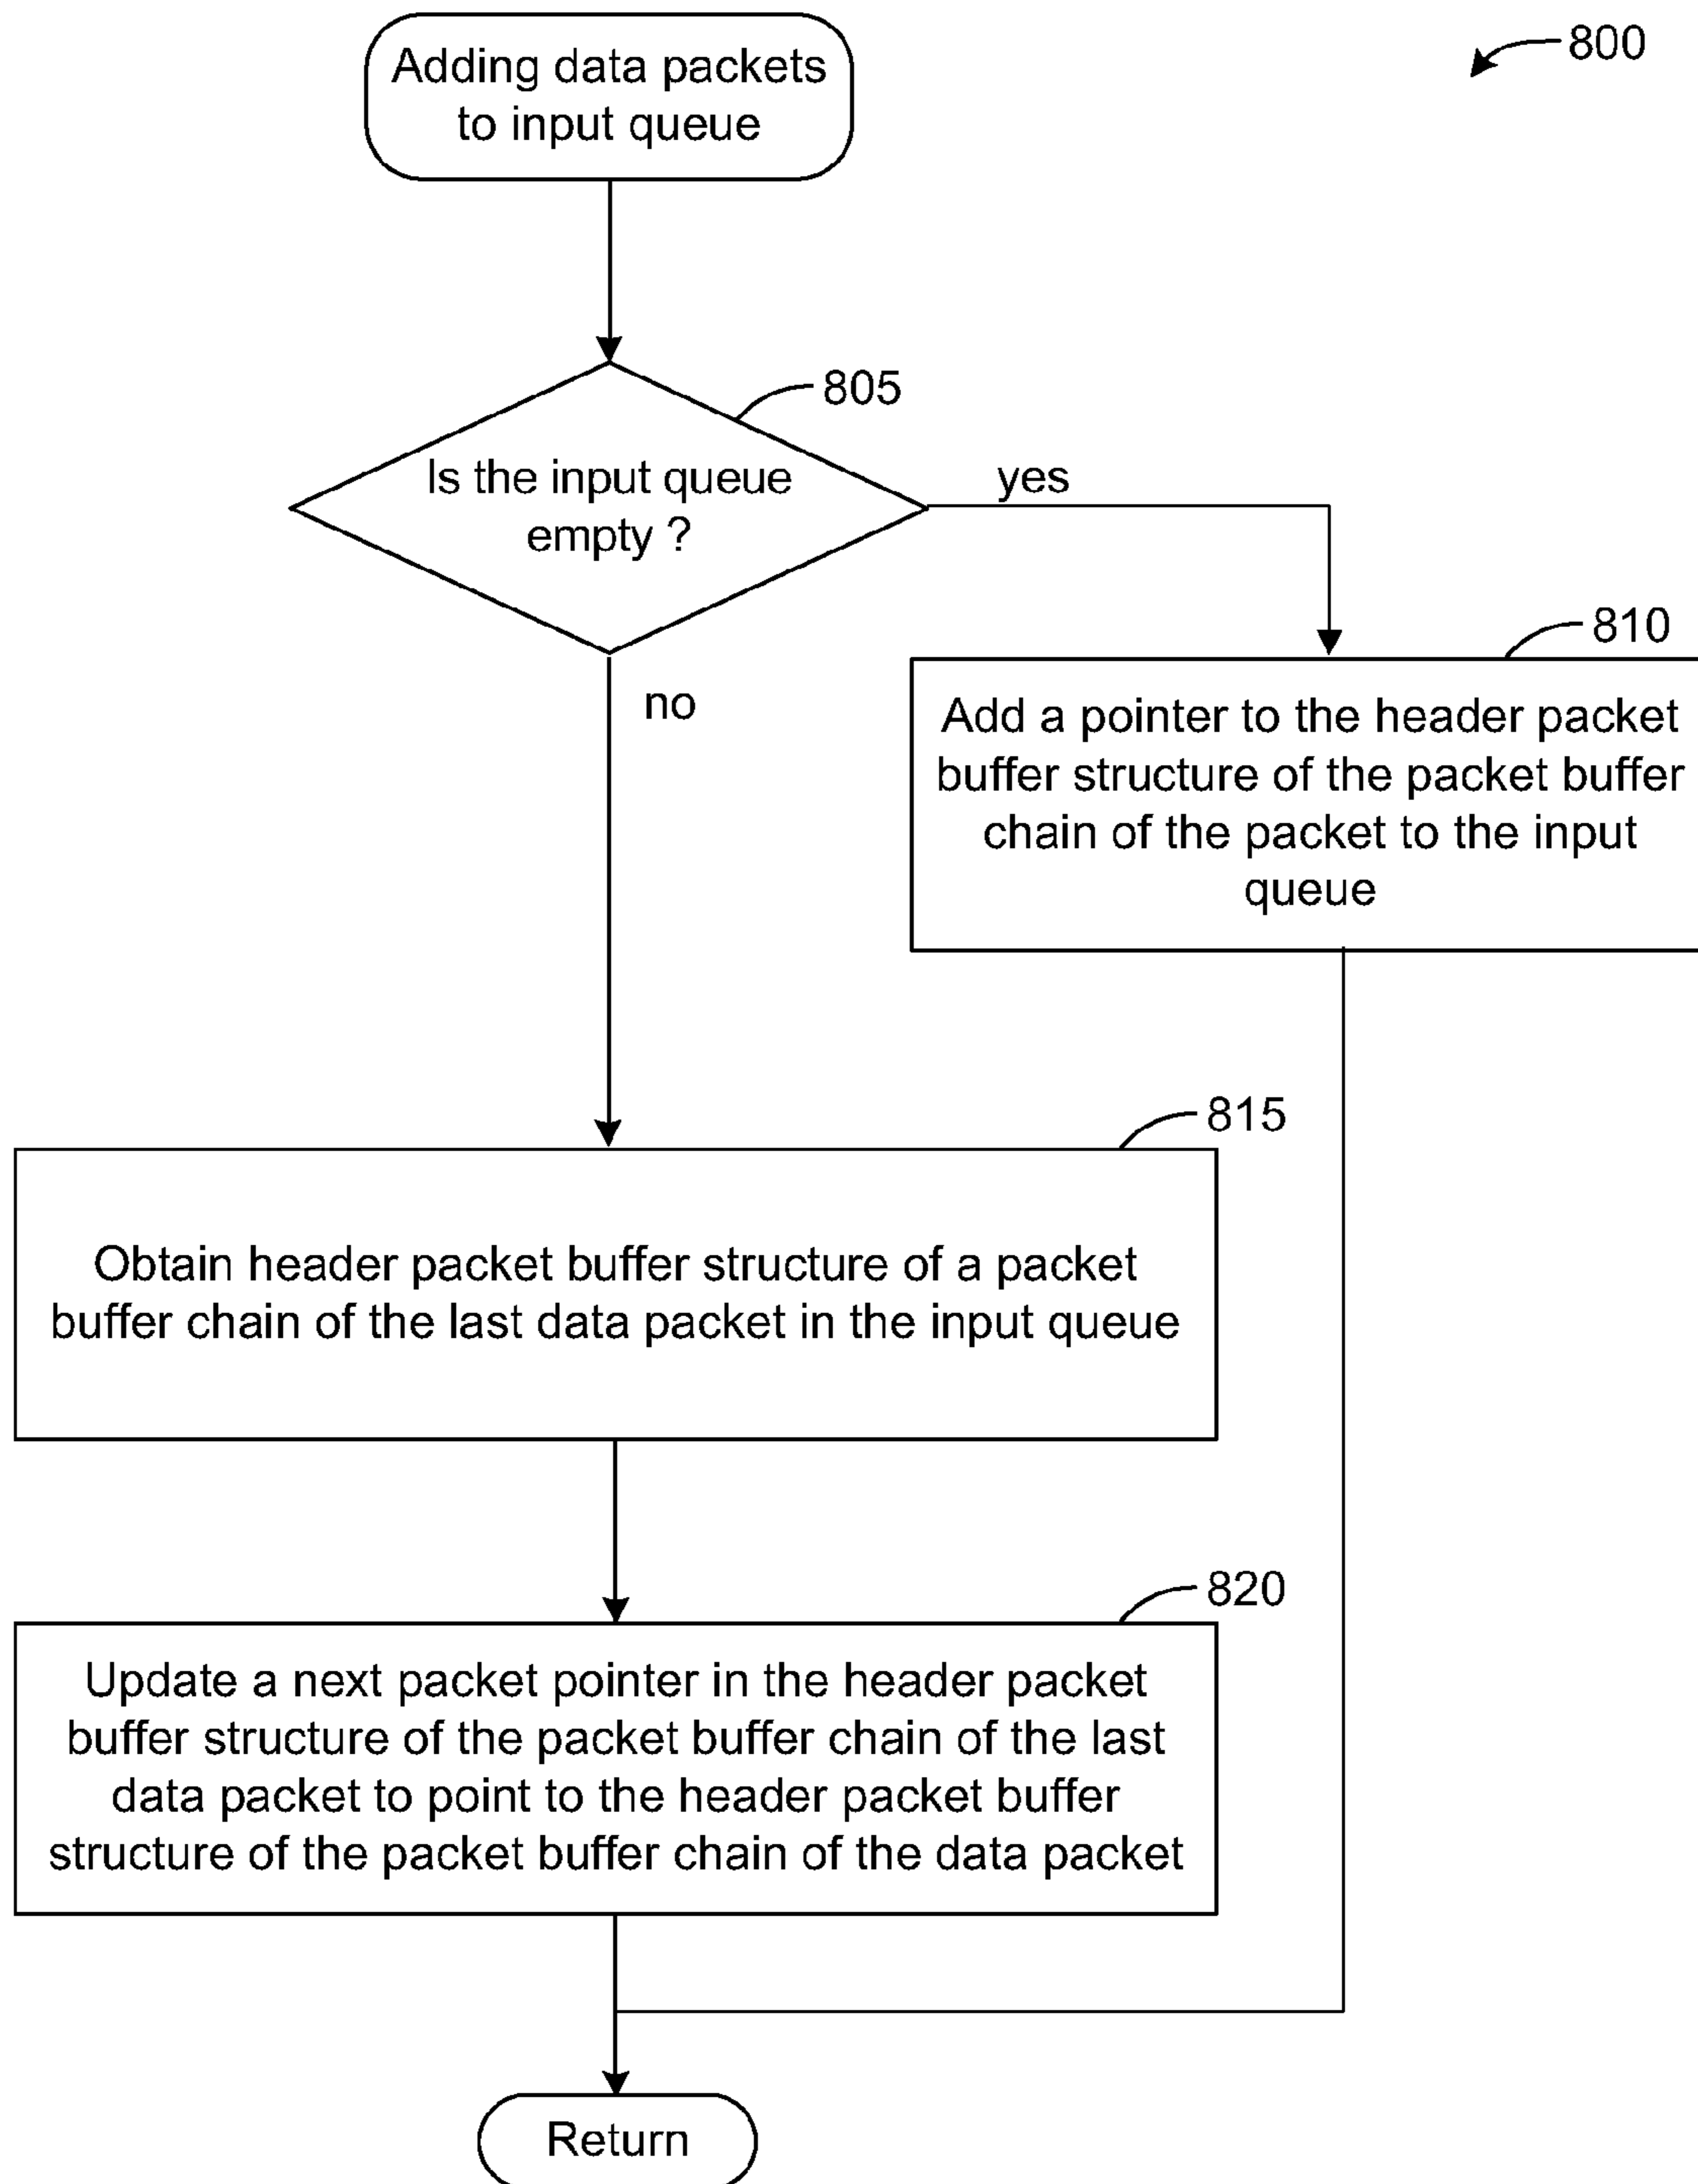 Adding data packets
to input queue
800
805
Is the input queue
empty ?
yes
no
810
Add a pointer to the header packet
buffer structure of the packet buffer
chain of the packet to the input
queue
815
Obtain header packet buffer structure of a packet
buffer chain of the last data packet in the input queue
820
Update a next packet pointer in the header packet
buffer structure of the packet buffer chain of the last
data packet to point to the header packet buffer
structure of the packet buffer chain of the data packet
Return